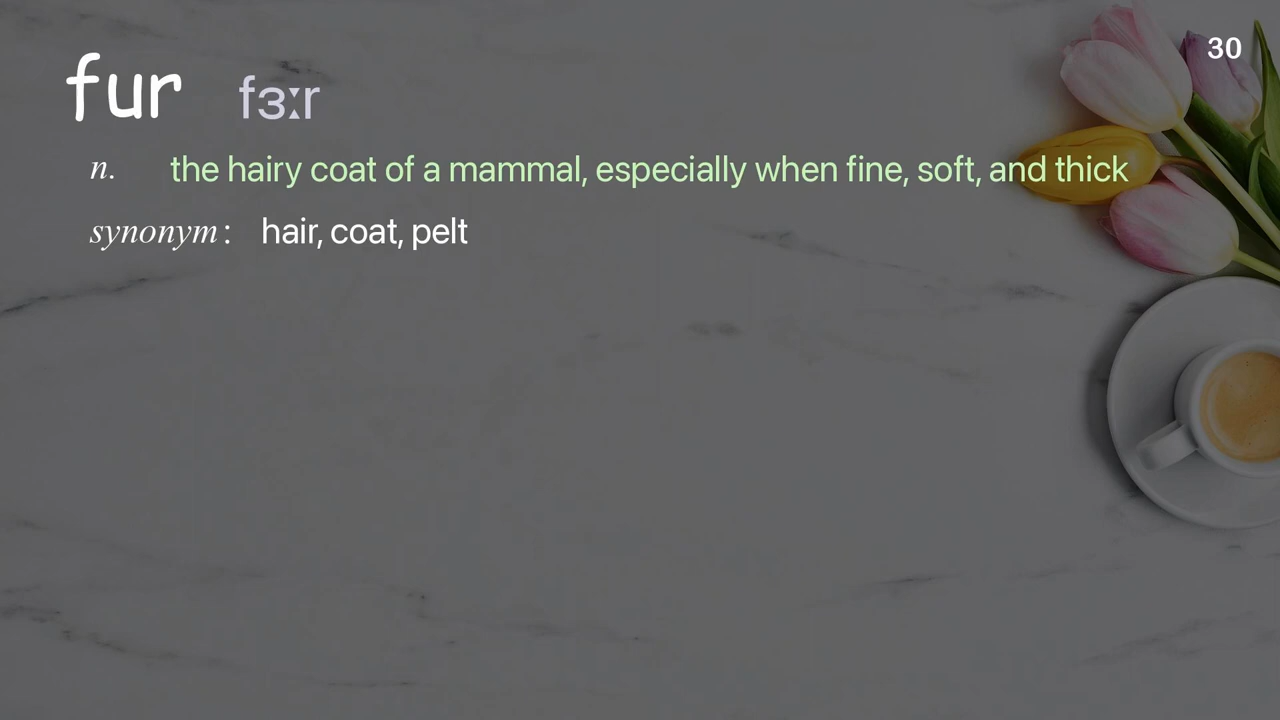 30
fur fɜːr
n. the hairy coat of a mammal, especially when fine, soft, and thick
synonym: hair, coat, pelt